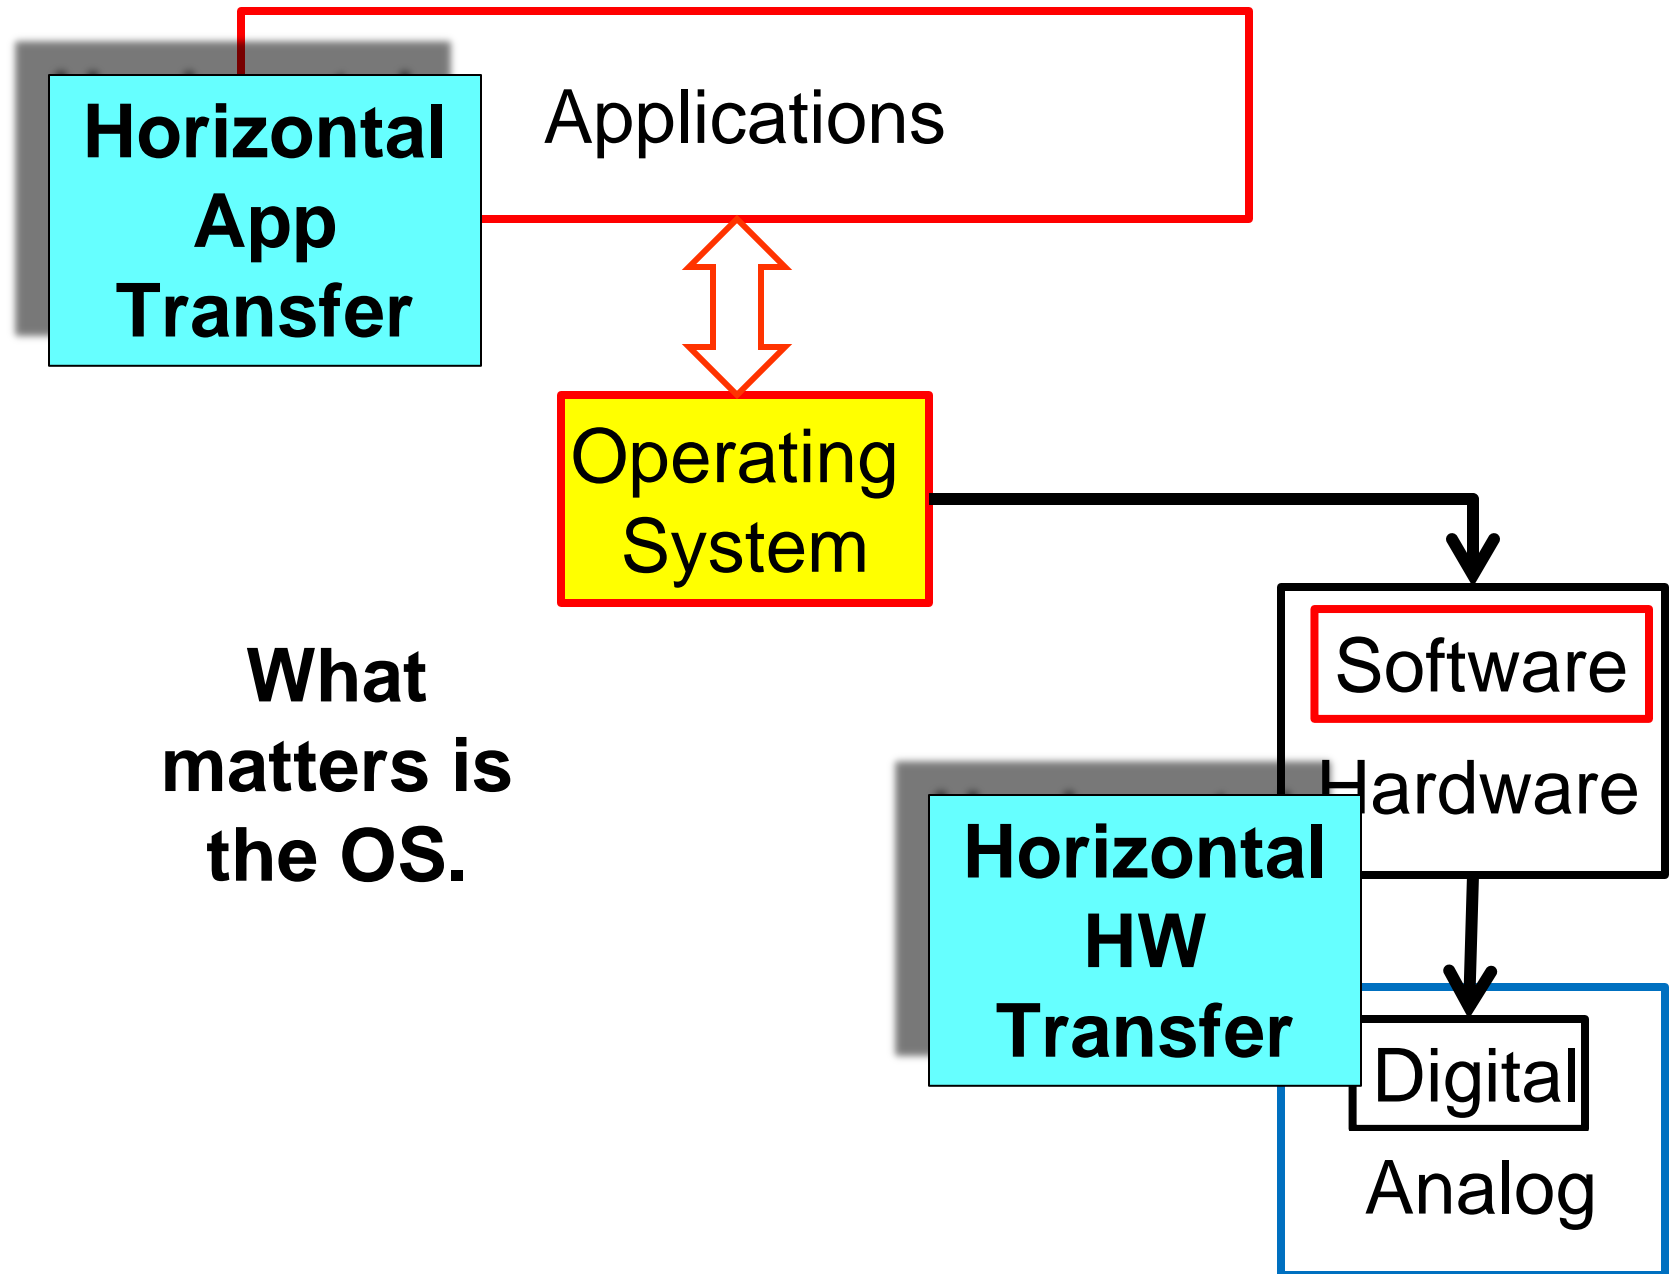 Applications
Horizontal
App
Transfer
Operating
System
What
matters is
the OS.
Software
Hardware
Horizontal
HW
Transfer
Digital
Analog